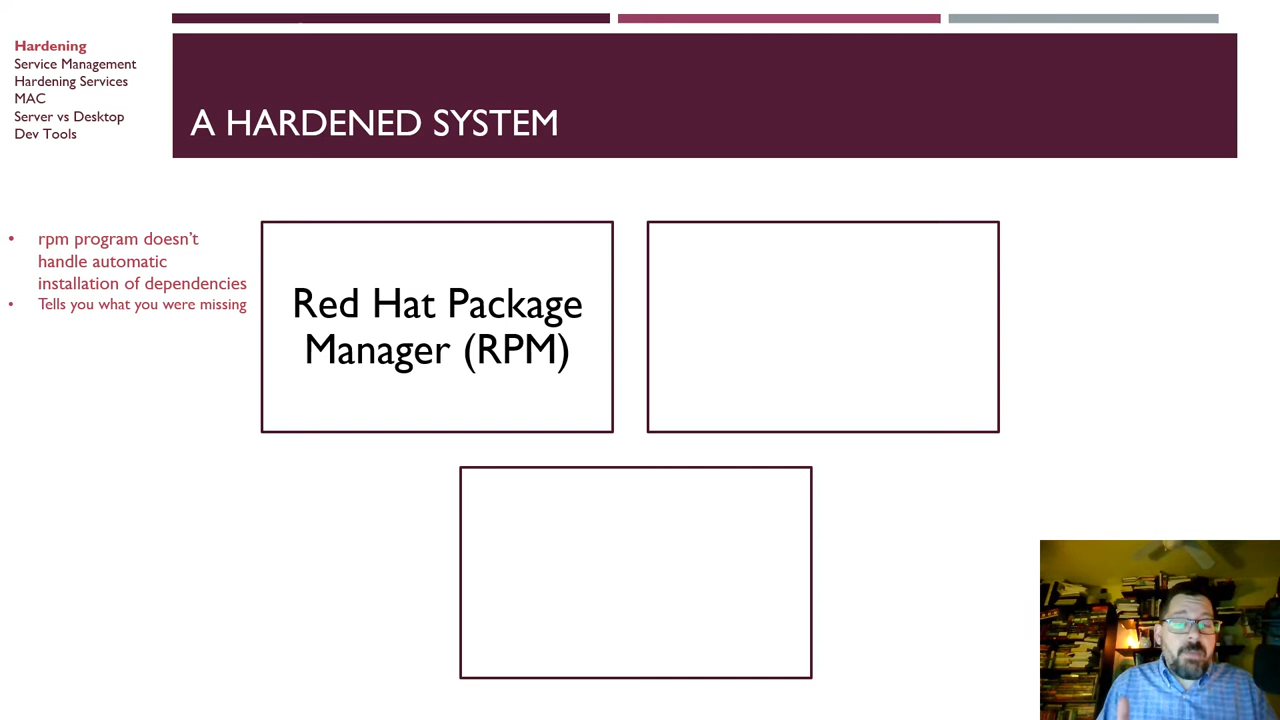 Hardening
Service Management
Hardening Services
MAC
Server vs Desktop
Dev Tools
A HARDENED SYSTEM
• rpm program doesn’t
handle automatic
installation of dependencies
• Tells you what you were missing
Red Hat Package
Manager (RPM)